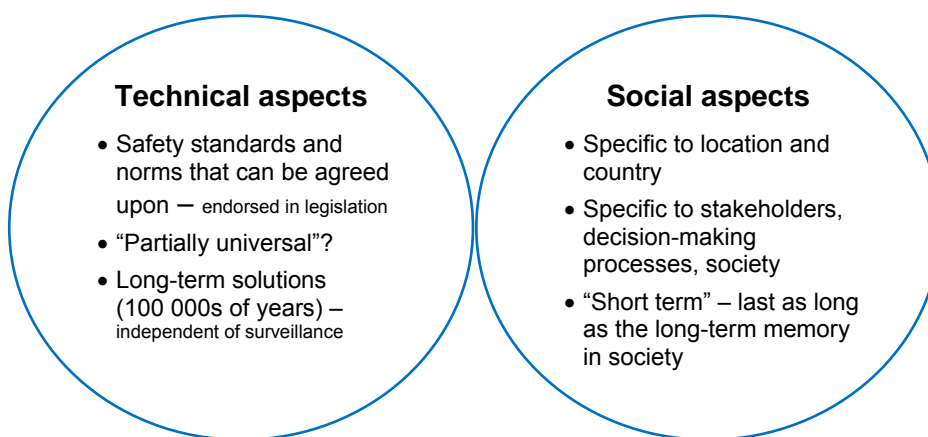 Technical aspects
• Safety standards and
norms that can be agreed
upon – endorsed in legislation
• “Partially universal”?
• Long-term solutions
(100 000s of years) –
independent of surveillance
Social aspects
• Specific to location and
country
• Specific to stakeholders,
decision-making
processes, society
• “Short term” – last as long
as the long-term memory
in society